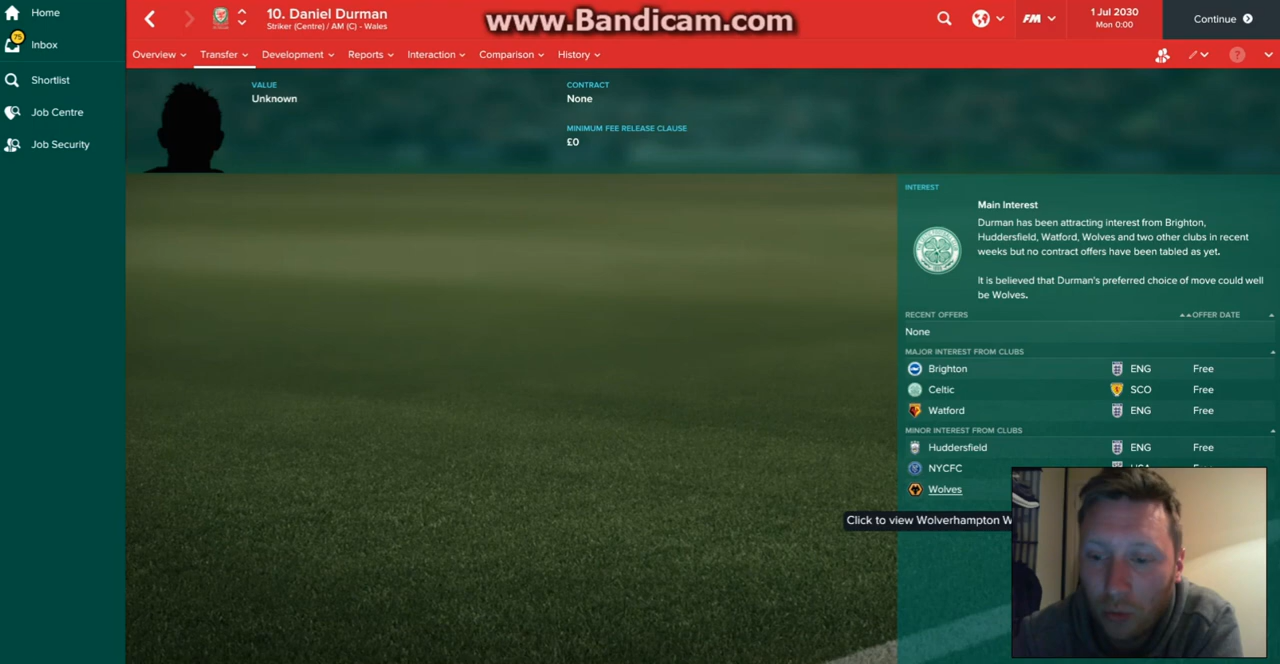 Home
75
Inbox
Shortlist
Job Centre
Job Security
10. Daniel Durman
Striker (Centre) / AM (C) - Wales
www.Bandicam.com
FM
1 Jul 2030
Mon 0:00
Continue
Overview
Transfer
Development
Reports
Interaction
Comparison
History
?
VALUE
Unknown
CONTRACT
None
MINIMUM FEE RELEASE CLAUSE
£0
INTEREST
Main Interest
Durman has been attracting interest from Brighton,
Huddersfield, Watford, Wolves and two other clubs in recent
weeks but no contract offers have been tabled as yet.
It is believed that Durman's preferred choice of move could well
be Wolves.
RECENT OFFERS OFFER DATE
None
MAJOR INTEREST FROM CLUBS
Brighton ENG Free
Celtic SCO Free
Watford ENG Free
MINOR INTEREST FROM CLUBS
Huddersfield ENG Free
NYCFC
Wolves
Click to view Wolverhampton W